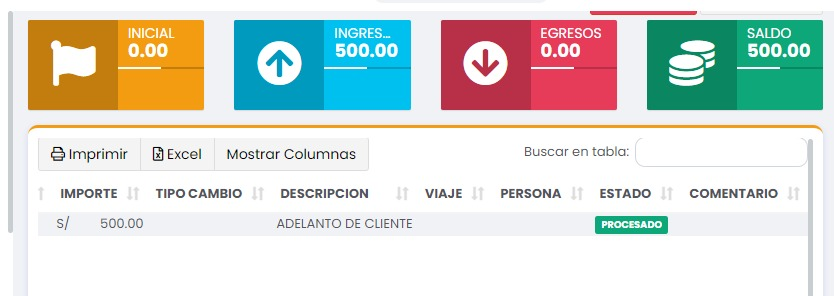 INICIAL
0.00
INGRES...
500.00
EGRESOS
0.00
SALDO
500.00
Imprimir Excel Mostrar Columnas Buscar en tabla:
IMPORTE TIPO CAMBIO DESCRIPCION VIAJE PERSONA ESTADO COMENTARIO
S/ 500.00 ADELANTO DE CLIENTE PROCESADO